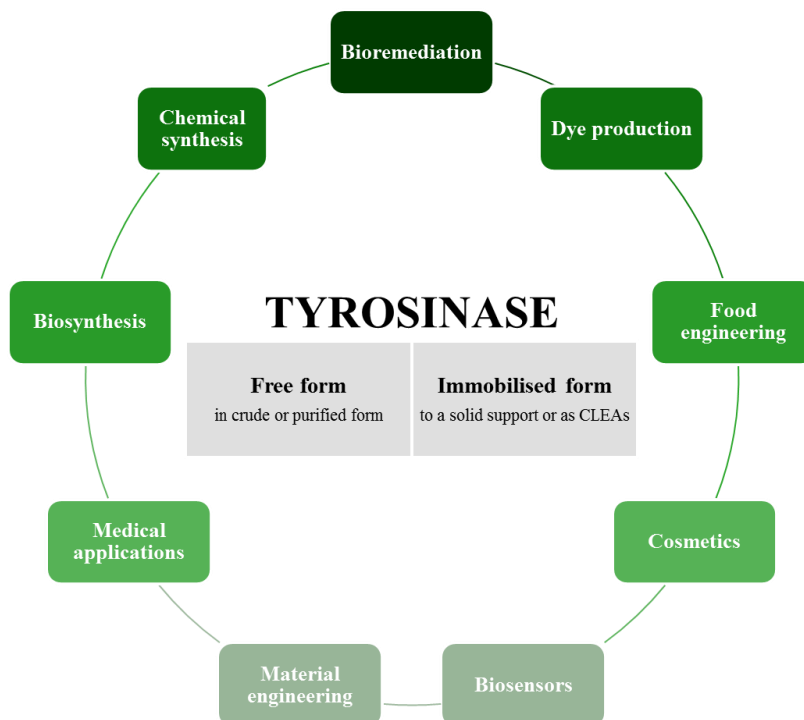 Bioremediation
Chemical
synthesis
Dye production
Biosynthesis
TYROSINASE
Food
engineering
Free form
in crude or purified form
Immobilised form
to a solid support or as CLEAs
Medical
applications
Cosmetics
Material
engineering
Biosensors